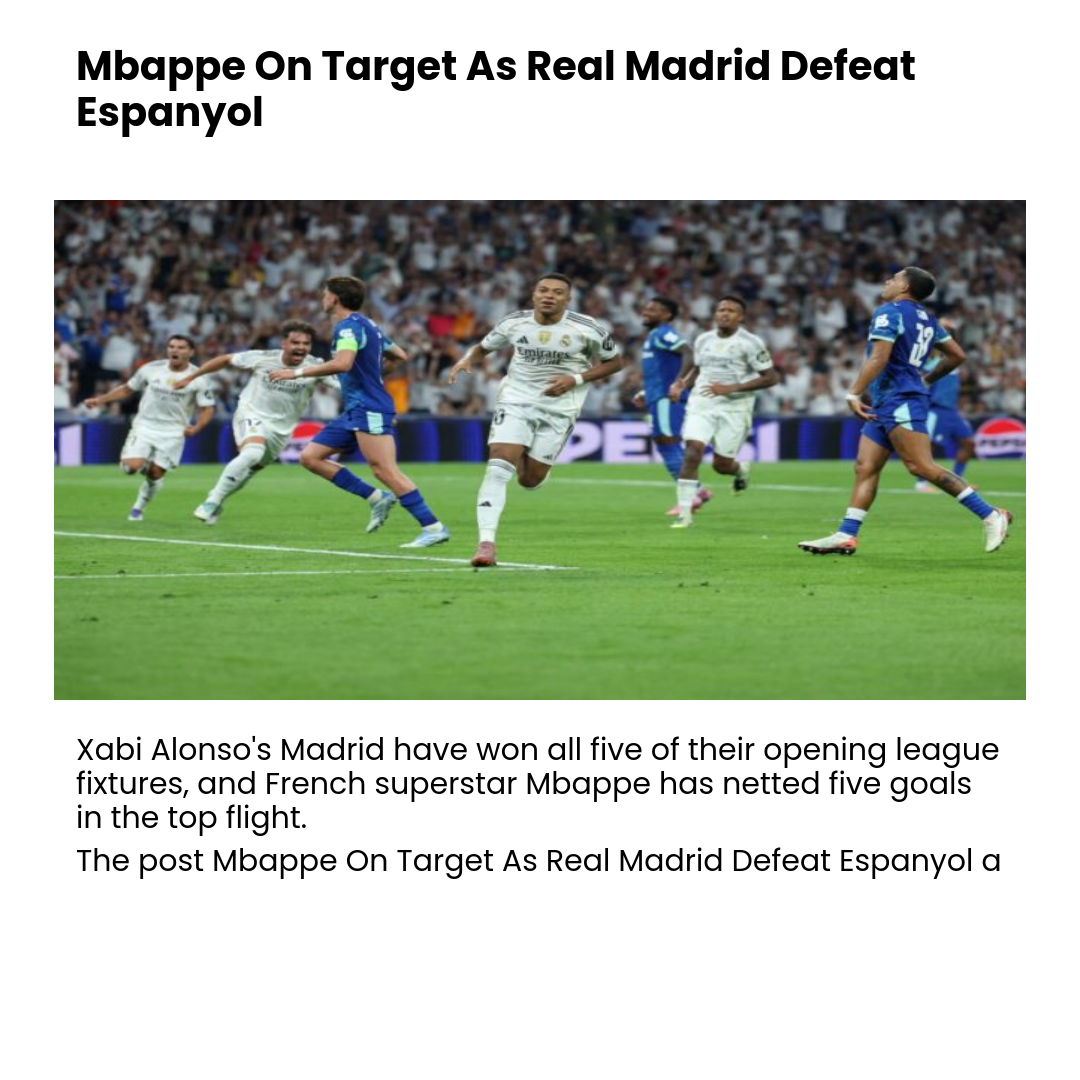 Mbappe On Target As Real Madrid Defeat
Espanyol
Emirates
PEPSI
Xabi Alonso's Madrid have won all five of their opening league
fixtures, and French superstar Mbappe has netted five goals
in the top flight.
The post Mbappe On Target As Real Madrid Defeat Espanyol a